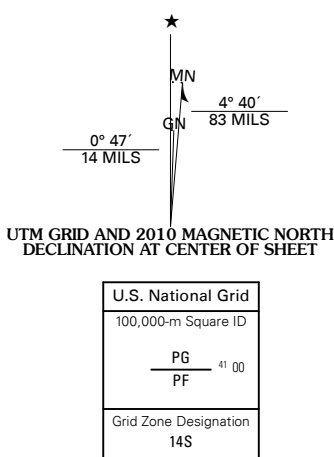 ★
MN
GN
4° 40´
83 MILS
0° 47´
14 MILS
UTM GRID AND 2010 MAGNETIC NORTH
DECLINATION AT CENTER OF SHEET
U.S. National Grid
100,000-m Square ID
PG
41 00
PF
Grid Zone Designation
14S